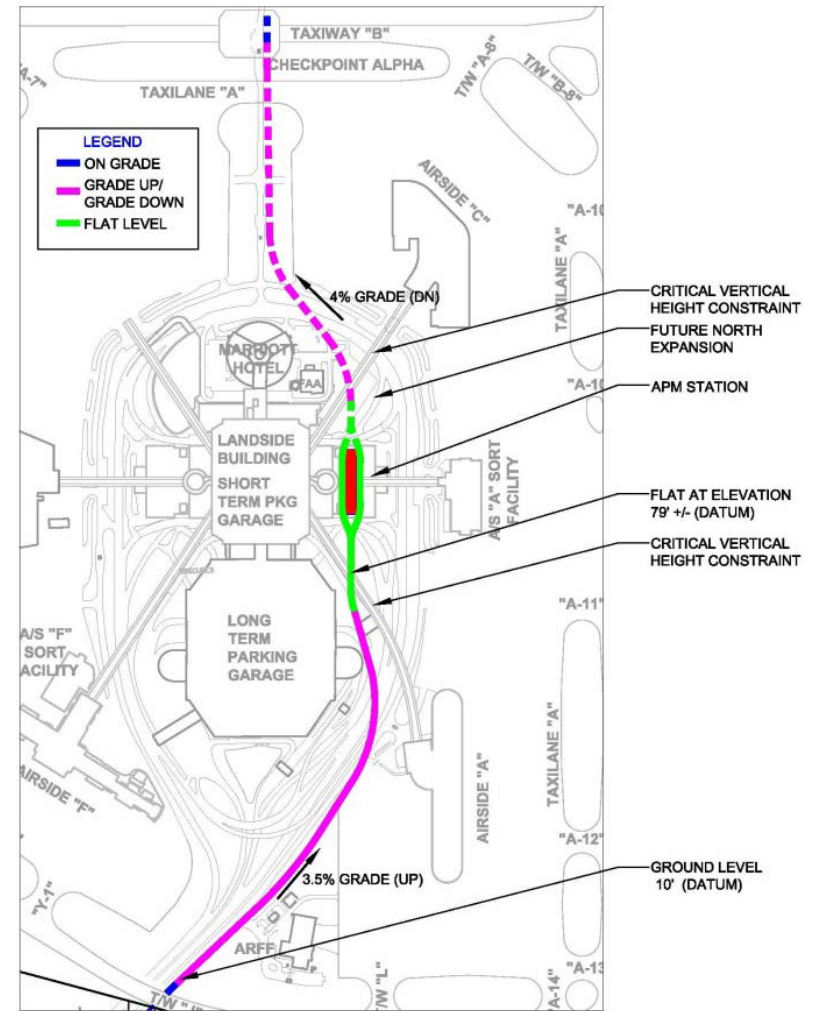 TAXIWAY "B"
CHECKPOINT ALPHA
TAXILANE "A"
T/W "A-8"
T/W "B-8"
"A-7"
LEGEND
ON GRADE
GRADE UP/
GRADE DOWN
FLAT LEVEL
AIRSIDE "C"
"A-10
TAXILANE "A"
4% GRADE (DN)
CRITICAL VERTICAL
HEIGHT CONSTRAINT
FUTURE NORTH
EXPANSION
MARRIOTT
HOTEL
FAA
"A-10
APM STATION
LANDSIDE
BUILDING
SHORT
TERM PKG
GARAGE
A/S "A" SORT
FACILITY
FLAT AT ELEVATION
79' +/- (DATUM)
CRITICAL VERTICAL
HEIGHT CONSTRAINT
"A-11"
LONG
TERM
PARKING
GARAGE
A/S "F"
SORT
ACILITY
AIRSIDE "F"
AIRSIDE "A"
TAXILANE "A"
"A-12"
3.5% GRADE (UP)
GROUND LEVEL
10' (DATUM)
"Y-1"
ARFF
T/W "L"
"A-13
"A-14"